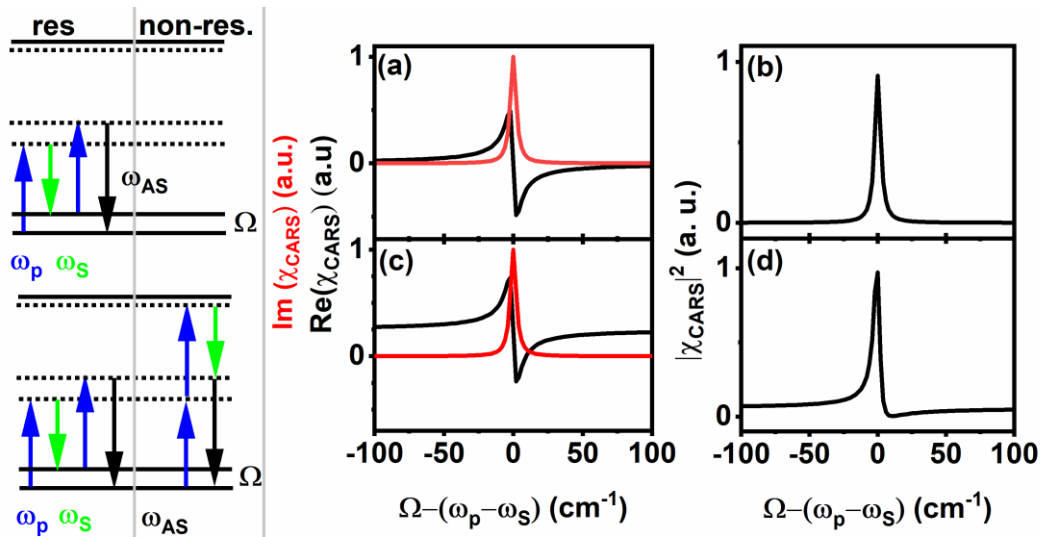 res non-res.
ω_AS
Ω
ω_p ω_S
Ω
ω_p ω_S ω_AS
Im (χ_CARS) (a.u.)
Re(χ_CARS) (a.u)
(a)
1
0
(c)
1
0
-100 -50 0 50 100
Ω−(ω_p−ω_S) (cm⁻¹)
|χ_CARS|² (a. u.)
(b)
1
0
(d)
1
0
-100 -50 0 50 100
Ω−(ω_p−ω_S) (cm⁻¹)